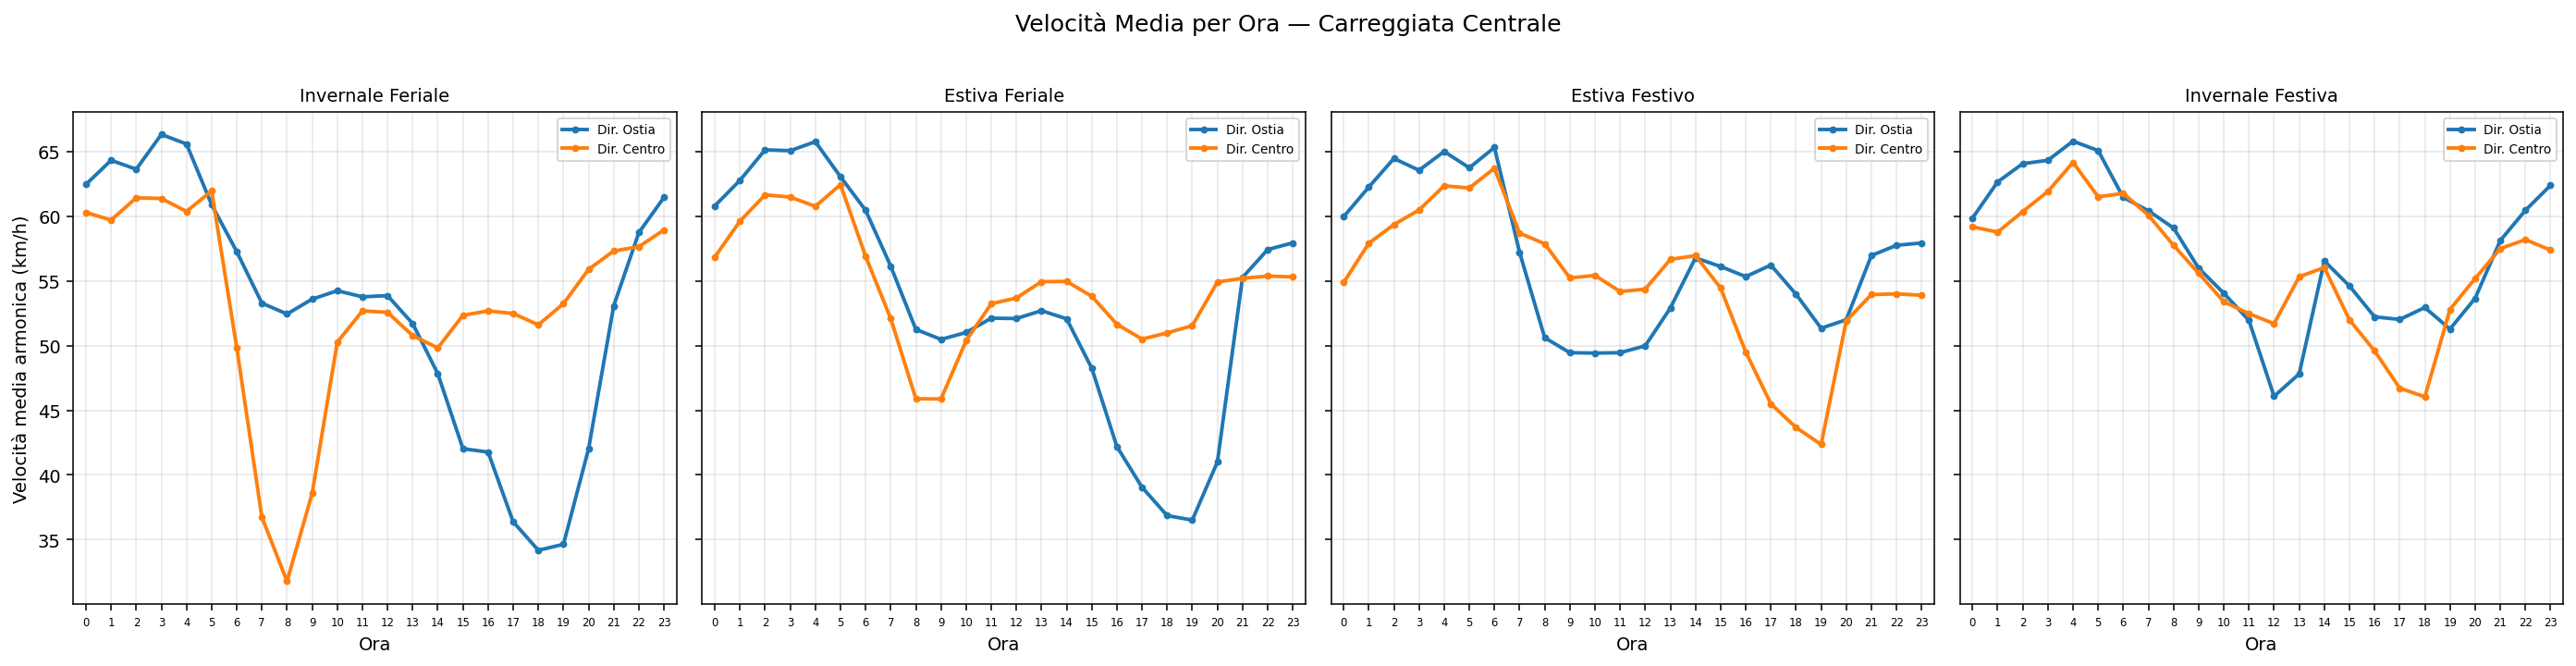 Velocità Media per Ora — Carreggiata Centrale
Invernale Feriale
Estiva Feriale
Estiva Festivo
Invernale Festiva
Velocità media armonica (km/h)
65
60
55
50
45
40
35
Dir. Ostia
Dir. Centro
Dir. Ostia
Dir. Centro
Dir. Ostia
Dir. Centro
Dir. Ostia
Dir. Centro
0 1 2 3 4 5 6 7 8 9 10 11 12 13 14 15 16 17 18 19 20 21 22 23
0 1 2 3 4 5 6 7 8 9 10 11 12 13 14 15 16 17 18 19 20 21 22 23
0 1 2 3 4 5 6 7 8 9 10 11 12 13 14 15 16 17 18 19 20 21 22 23
0 1 2 3 4 5 6 7 8 9 10 11 12 13 14 15 16 17 18 19 20 21 22 23
Ora
Ora
Ora
Ora